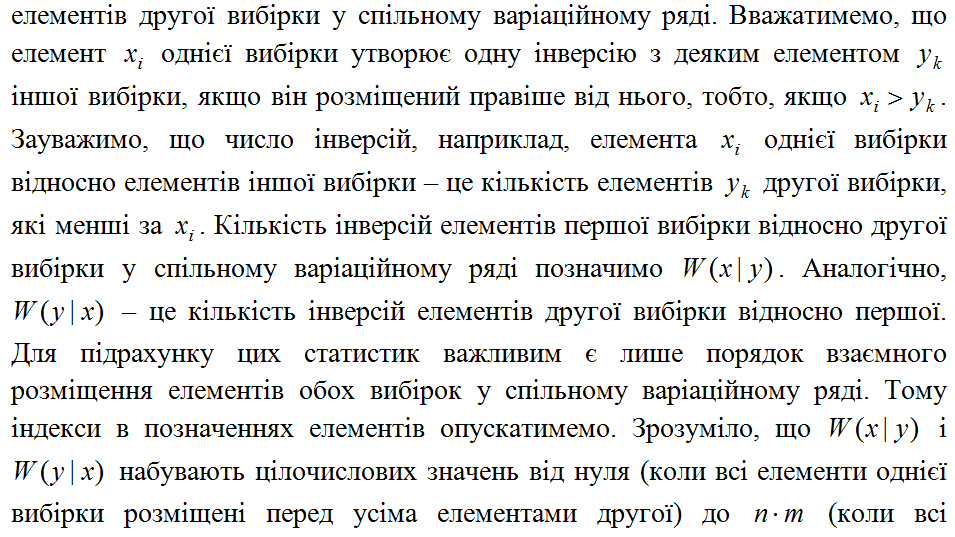 елементів другої вибірки у спільному варіаційному ряді. Вважатимемо, що
елемент x_i однієї вибірки утворює одну інверсію з деяким елементом y_k
іншої вибірки, якщо він розміщений правіше від нього, тобто, якщо x_i > y_k.
Зауважимо, що число інверсій, наприклад, елемента x_i однієї вибірки
відносно елементів іншої вибірки – це кількість елементів y_k другої вибірки,
які менші за x_i. Кількість інверсій елементів першої вибірки відносно другої
вибірки у спільному варіаційному ряді позначимо W(x | y). Аналогічно,
W(y | x) – це кількість інверсій елементів другої вибірки відносно першої.
Для підрахунку цих статистик важливим є лише порядок взаємного
розміщення елементів обох вибірок у спільному варіаційному ряді. Тому
індекси в позначеннях елементів опускатимемо. Зрозуміло, що W(x | y) і
W(y | x) набувають цілочислових значень від нуля (коли всі елементи однієї
вибірки розміщені перед усіма елементами другої) до n · m (коли всі